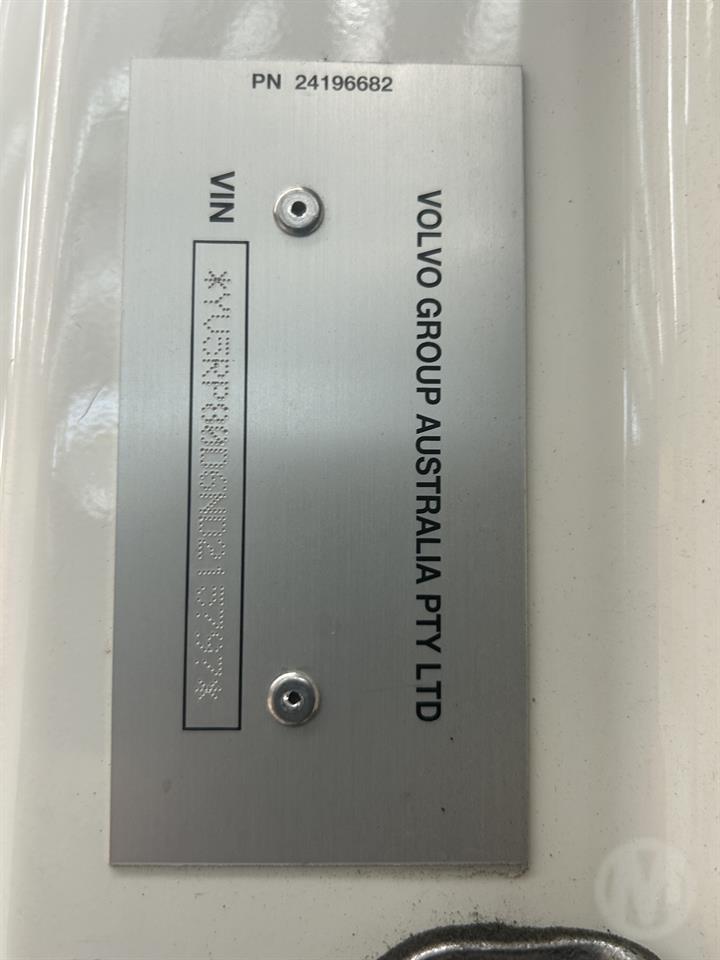 PN 24196682
VOLVO GROUP AUSTRALIA PTY LTD
VIN